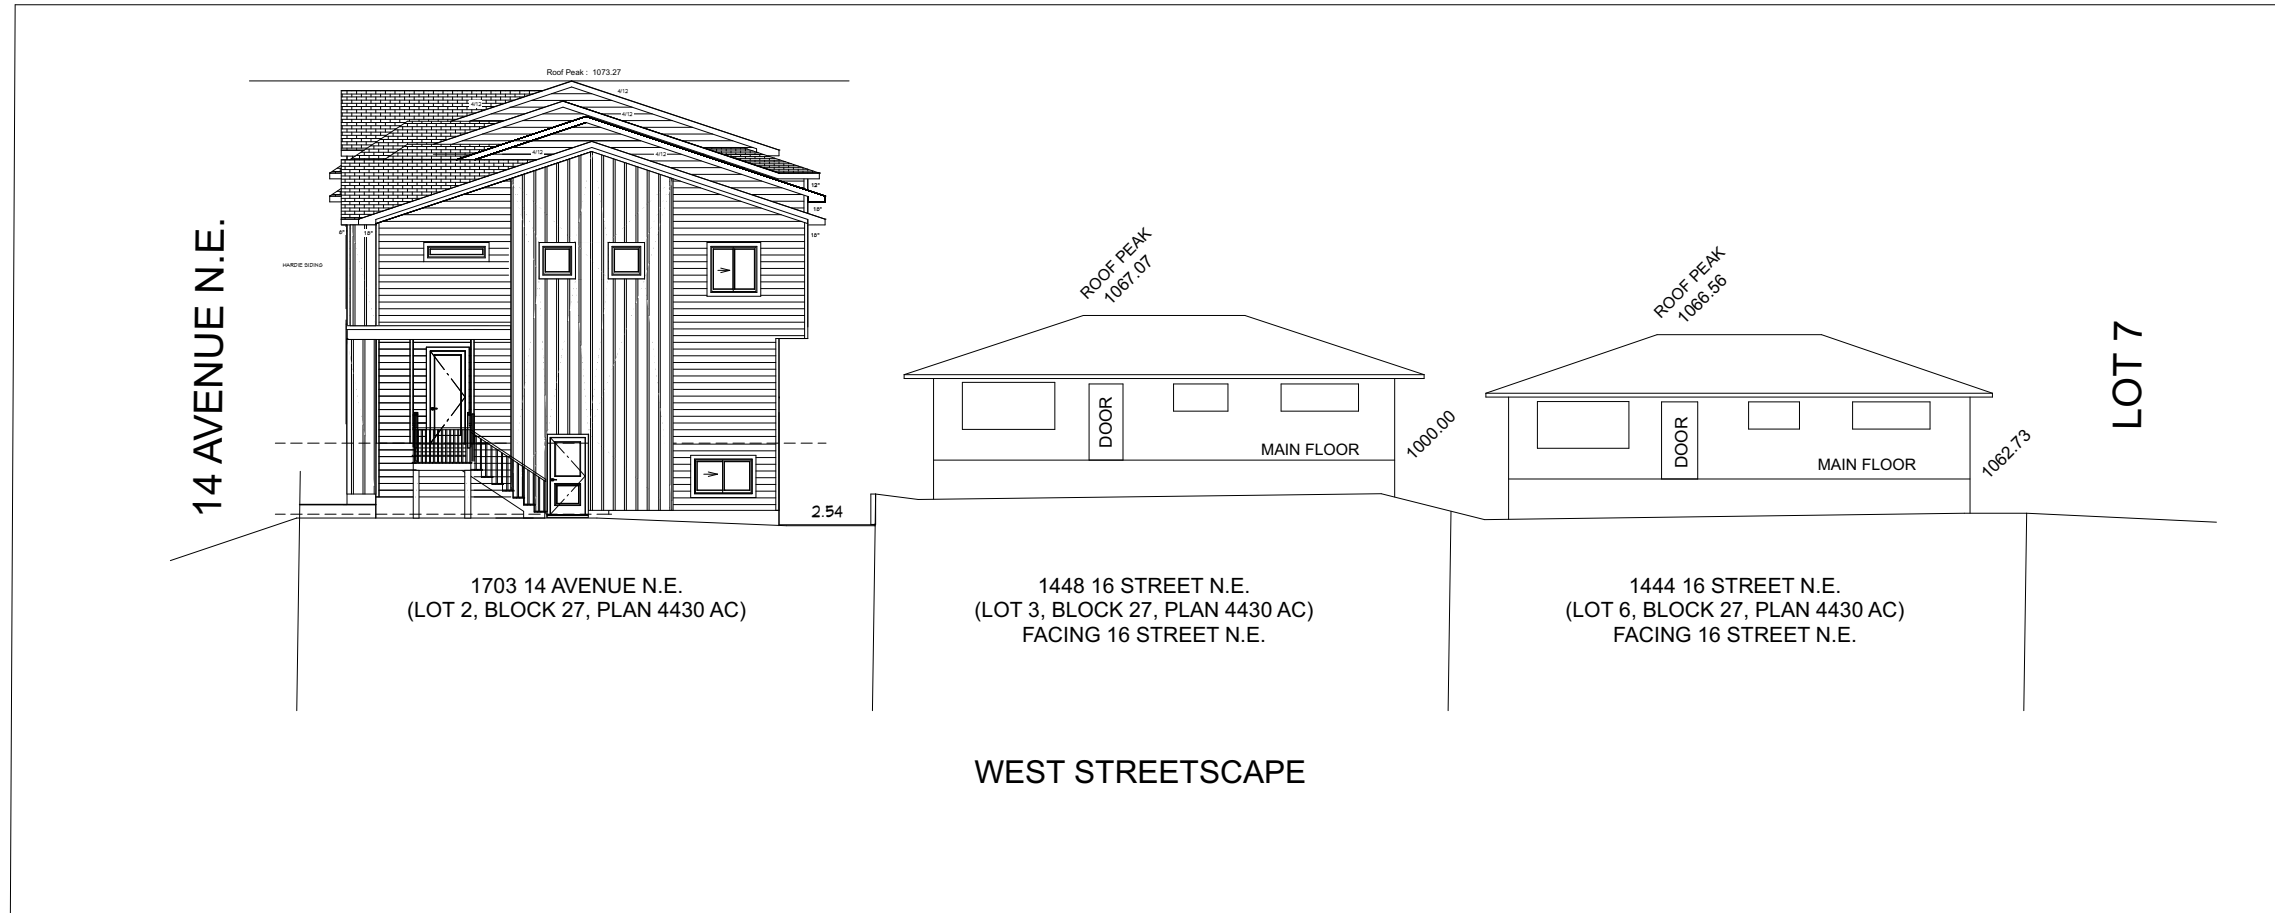 Roof Peak : 1073.27
4/12
4/12
4/12
4/12
4/12
12"
18"
8"
18"
18"
HARDIE SIDING
14 AVENUE N.E.
ROOF PEAK
1067.07
ROOF PEAK
1066.56
LOT 7
DOOR
MAIN FLOOR
1000.00
DOOR
MAIN FLOOR
1062.73
2.54
1703 14 AVENUE N.E.
(LOT 2, BLOCK 27, PLAN 4430 AC)
1448 16 STREET N.E.
(LOT 3, BLOCK 27, PLAN 4430 AC)
FACING 16 STREET N.E.
1444 16 STREET N.E.
(LOT 6, BLOCK 27, PLAN 4430 AC)
FACING 16 STREET N.E.
WEST STREETSCAPE